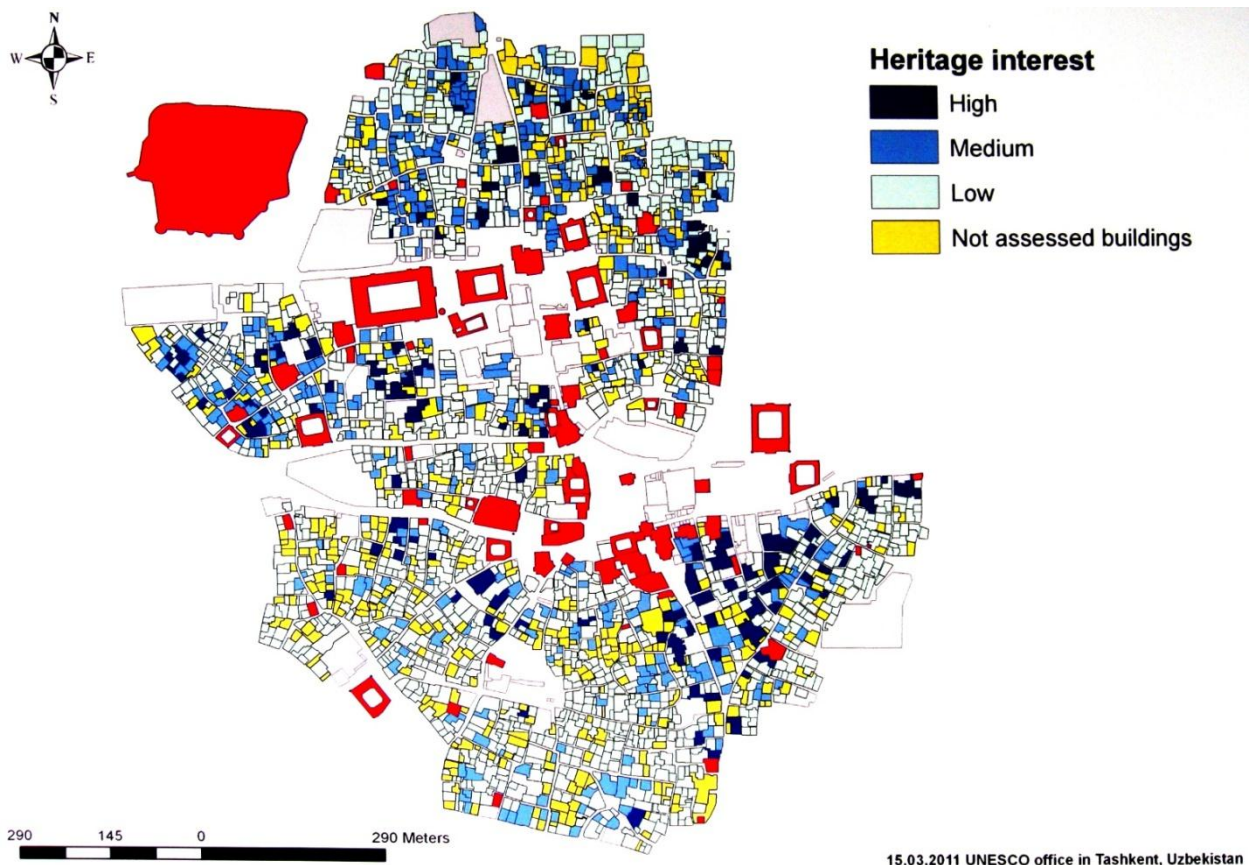 N
W E
S
Heritage interest
High
Medium
Low
Not assessed buildings
290 145 0 290 Meters
15.03.2011 UNESCO office in Tashkent, Uzbekistan